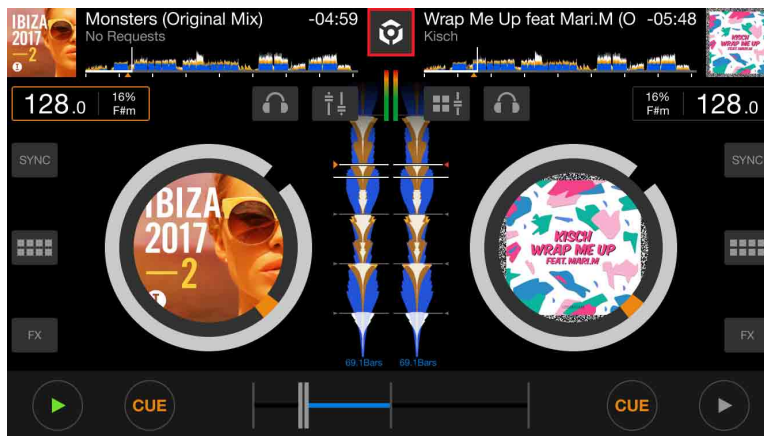 IBIZA
2017
—2
Monsters (Original Mix) -04:59
No Requests
Wrap Me Up feat Mari.M (O -05:48
Kisch
KISCH
WRAP ME UP
FEAT. MARI.M
128.0
16%
F#m
16%
F#m
128.0
SYNC
SYNC
IBIZA
2017
—2
KISCH
WRAP ME UP
FEAT. MARI.M
FX
FX
69.1Bars 69.1Bars
CUE
CUE